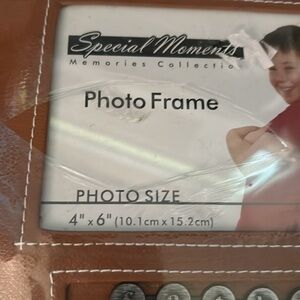 Special Moments
Memories Collection
Photo Frame
PHOTO SIZE
4" x 6" (10.1cm x 15.2cm)